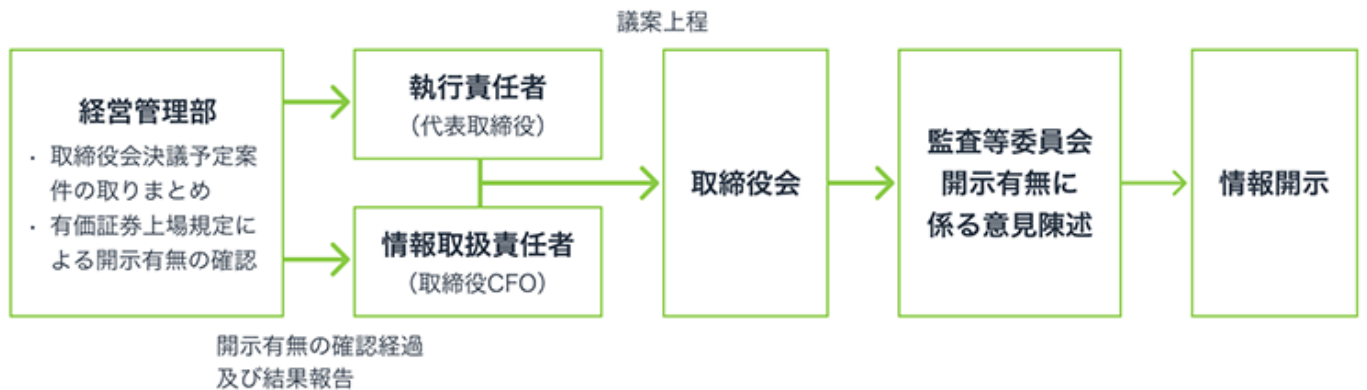 議案上程
経営管理部
・ 取締役会決議予定案
件の取りまとめ
・ 有価証券上場規定に
よる開示有無の確認
執行責任者
（代表取締役）
情報取扱責任者
（取締役CFO）
取締役会
監査等委員会
開示有無に
係る意見陳述
情報開示
開示有無の確認経過
及び結果報告